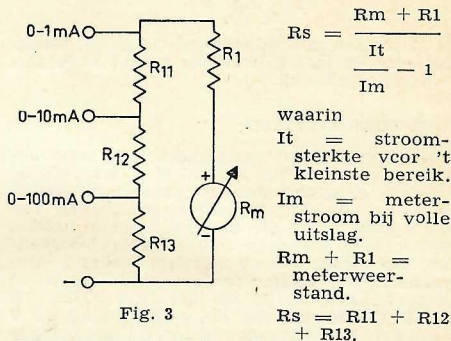 0-1mA
R11
R1
0-10mA
R12
0-100mA
+
Rm
R13
-
-
Fig. 3
Rs = Rm + R1
It
Im
− 1
waarin
It = stroom-
sterkte vcor 't
kleinste bereik.
Im = meter-
stroom bij volle
uitslag.
Rm + R1 =
meterweer-
stand.
Rs = R11 + R12
+ R13.